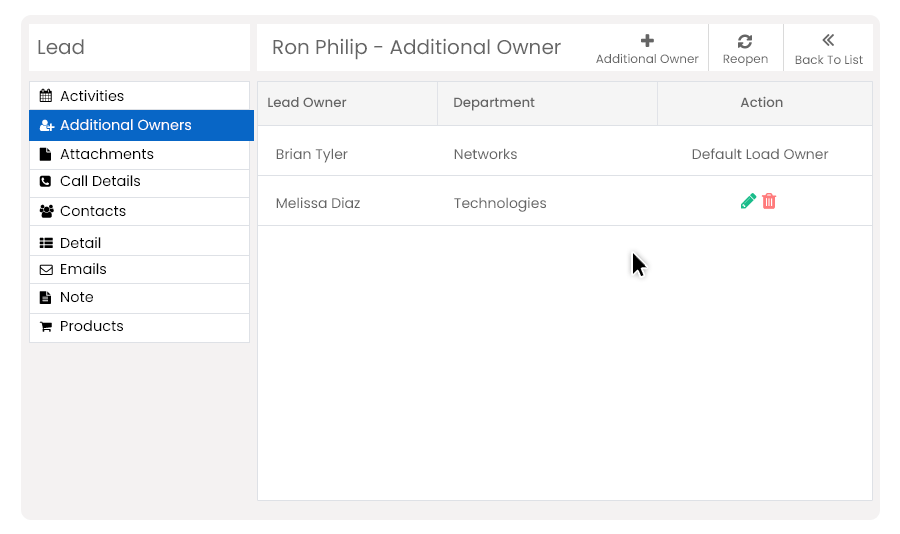 Lead
Ron Philip - Additional Owner
Additional Owner
Reopen
Back To List
Activities
Additional Owners
Attachments
Call Details
Contacts
Detail
Emails
Note
Products
Lead Owner Department Action
Brian Tyler Networks Default Load Owner
Melissa Diaz Technologies